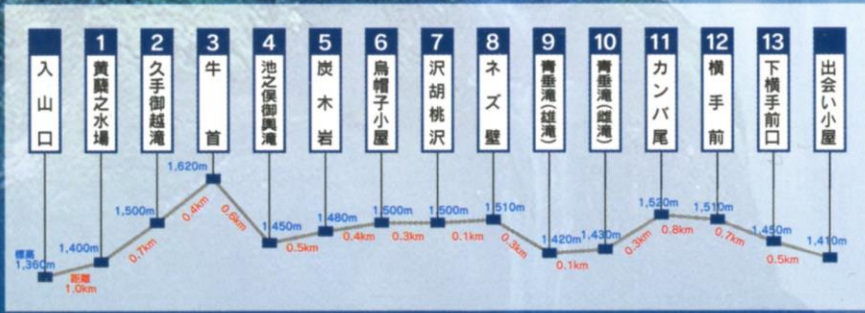 入山口
1
黄蘗之水場
2
久手御越滝
3
牛首
4
池之俣御輿滝
5
炭木岩
6
烏帽子小屋
7
沢胡桃沢
8
ネズ壁
9
青垂滝(雄滝)
10
青垂滝(雌滝)
11
カンバ尾
12
横手前
13
下横手前口
出会い小屋
標高
1,360m
1,400m
1,500m
1,620m
1,450m
1,480m
1,500m
1,500m
1,510m
1,420m
1,430m
1,520m
1,510m
1,450m
1,410m
距離
1.0km
0.7km
0.4km
0.6km
0.5km
0.4km
0.3km
0.1km
0.3km
0.1km
0.3km
0.8km
0.7km
0.5km